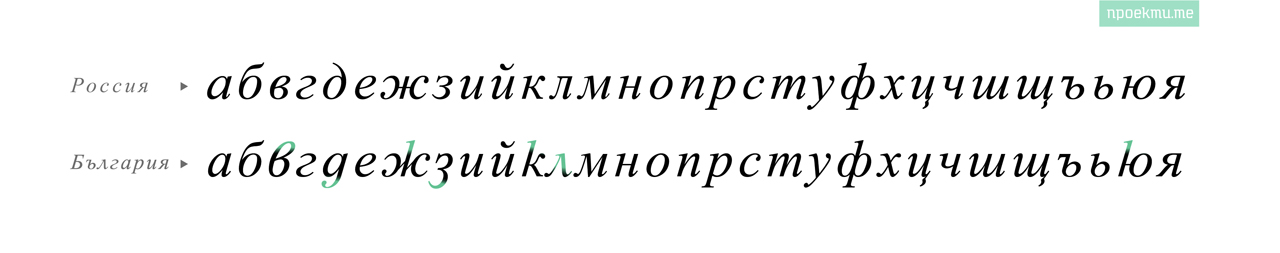 проекти.me
Россия ▸ абвгдежзийклмнопрстуфхцчшщъьюя
България ▸ абвгдежзийклмнопрстуфхцчшщъьюя